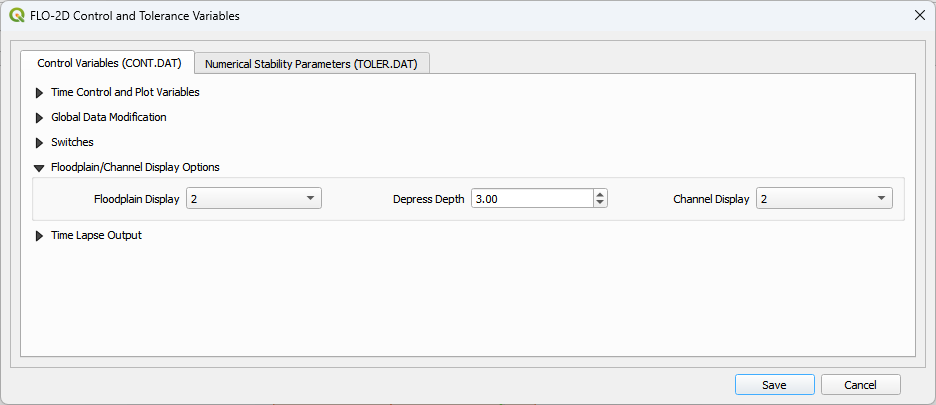 FLO-2D Control and Tolerance Variables
Control Variables (CONT.DAT) Numerical Stability Parameters (TOLER.DAT)
Time Control and Plot Variables
Global Data Modification
Switches
Floodplain/Channel Display Options
Floodplain Display 2 Depress Depth 3.00 Channel Display 2
Time Lapse Output
Save Cancel